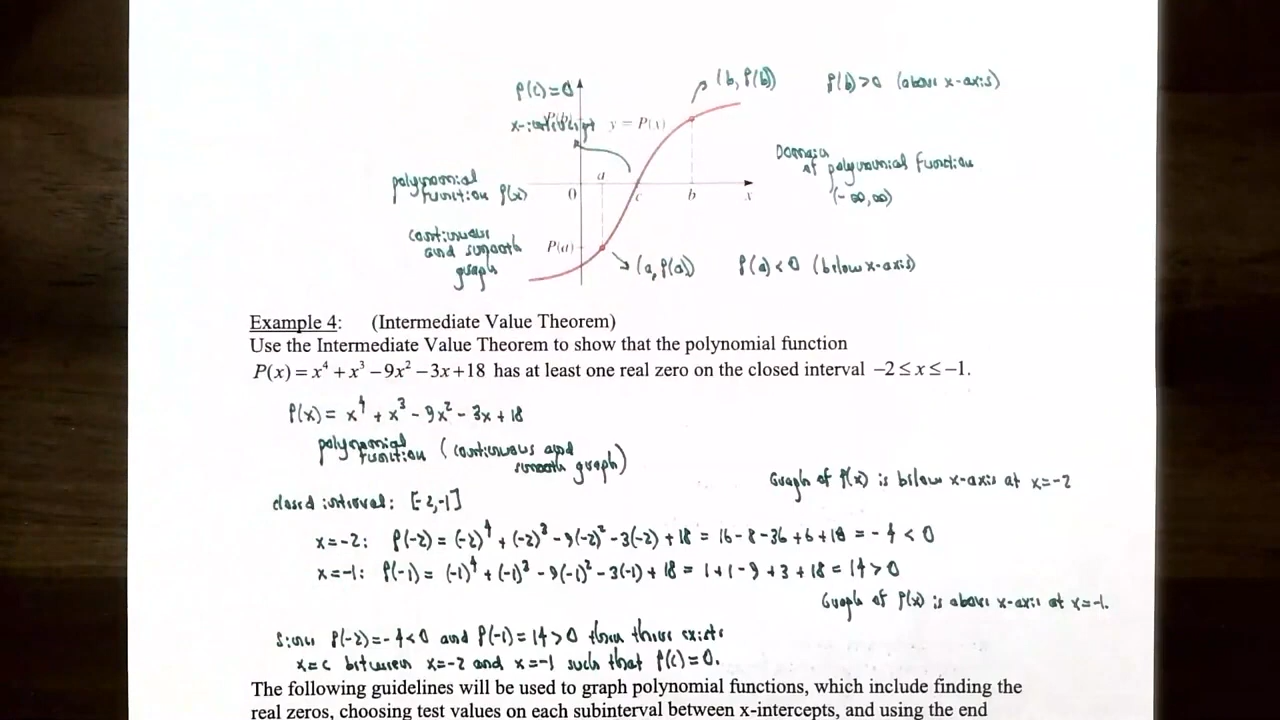 P(c)=0
(b, P(b))
P(b)>0 (above x-axis)
x-intercept
y = P(x)
Domain
of polynomial function
(-∞,∞)
a
polynomial
function P(x)
0
c
b
x
continuous
and smooth
graph
P(a)
(a, P(a))
P(a)<0 (below x-axis)
Example 4: (Intermediate Value Theorem)
Use the Intermediate Value Theorem to show that the polynomial function
P(x) = x⁴ + x³ − 9x² − 3x + 18 has at least one real zero on the closed interval −2 ≤ x ≤ −1.
P(x) = x⁴ + x³ - 9x² - 3x + 18
polynomial
function (continuous and
smooth graph)
Graph of P(x) is below x-axis at x=-2
closed interval: [-2,-1]
x=-2: P(-2) = (-2)⁴ + (-2)³ - 9(-2)² - 3(-2) + 18 = 16 - 8 - 36 + 6 + 18 = - 4 < 0
x=-1: P(-1) = (-1)⁴ + (-1)³ - 9(-1)² - 3(-1) + 18 = 1 + 1 - 9 + 3 + 18 = 14 > 0
Graph of P(x) is above x-axis at x=-1.
Since P(-2)=-4<0 and P(-1)=14>0 then there exists
x=c between x=-2 and x=-1 such that P(c)=0.
The following guidelines will be used to graph polynomial functions, which include finding the
real zeros, choosing test values on each subinterval between x-intercepts, and using the end